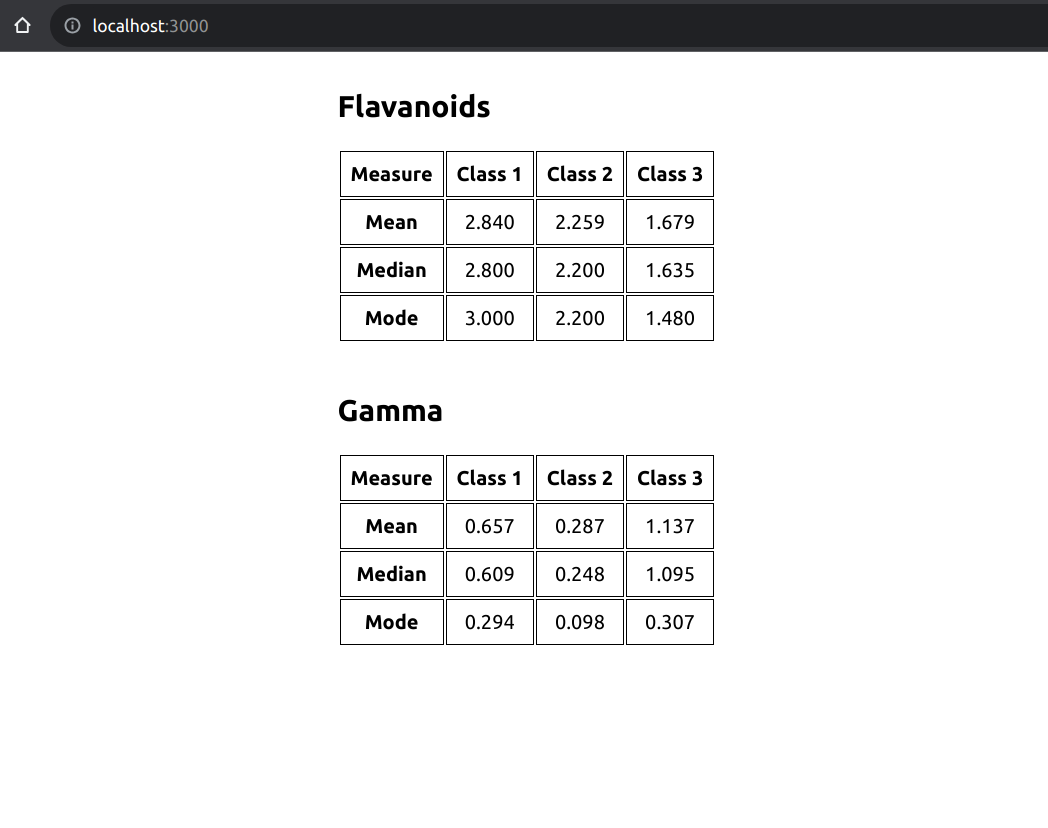 localhost:3000
Flavanoids
Measure Class 1 Class 2 Class 3
Mean 2.840 2.259 1.679
Median 2.800 2.200 1.635
Mode 3.000 2.200 1.480
Gamma
Measure Class 1 Class 2 Class 3
Mean 0.657 0.287 1.137
Median 0.609 0.248 1.095
Mode 0.294 0.098 0.307